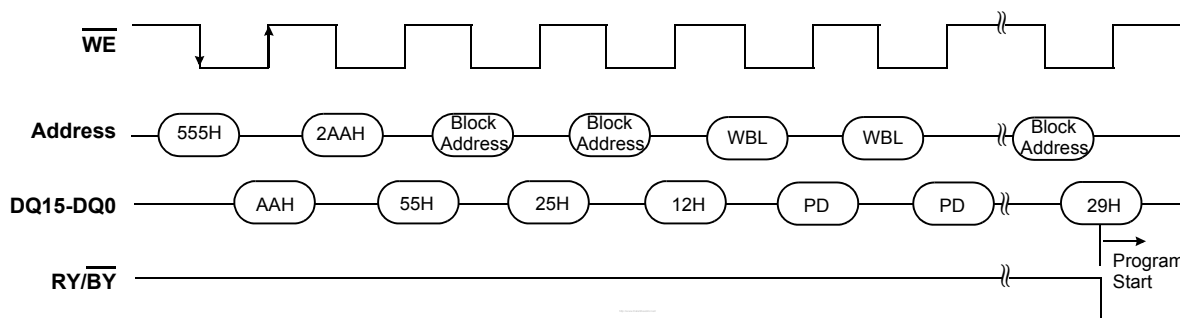 WE
Address
555H
2AAH
Block
Address
Block
Address
WBL
WBL
Block
Address
DQ15-DQ0
AAH
55H
25H
12H
PD
PD
29H
Program
Start
RY/BY